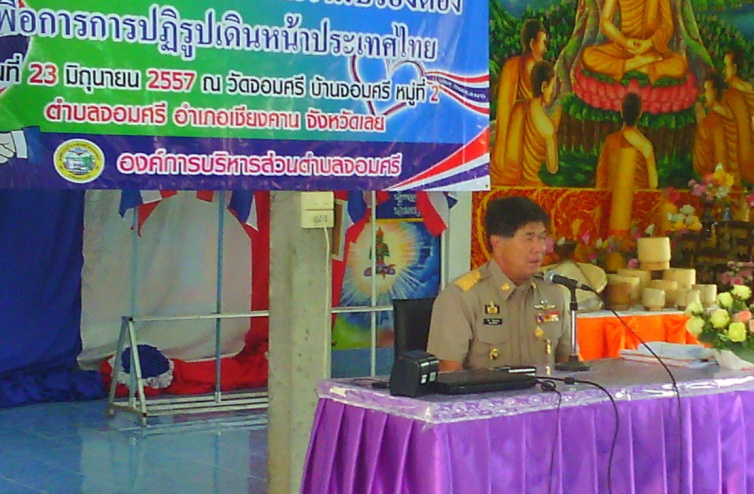 เพื่อการการปฏิรูปเดินหน้าประเทศไทย
วันที่ 23 มิถุนายน 2557 ณ วัดจอมศรี บ้านจอมศรี หมู่ที่ 2
ตำบลจอมศรี อำเภอเชียงคาน จังหวัดเลย
องค์การบริหารส่วนตำบลจอมศรี